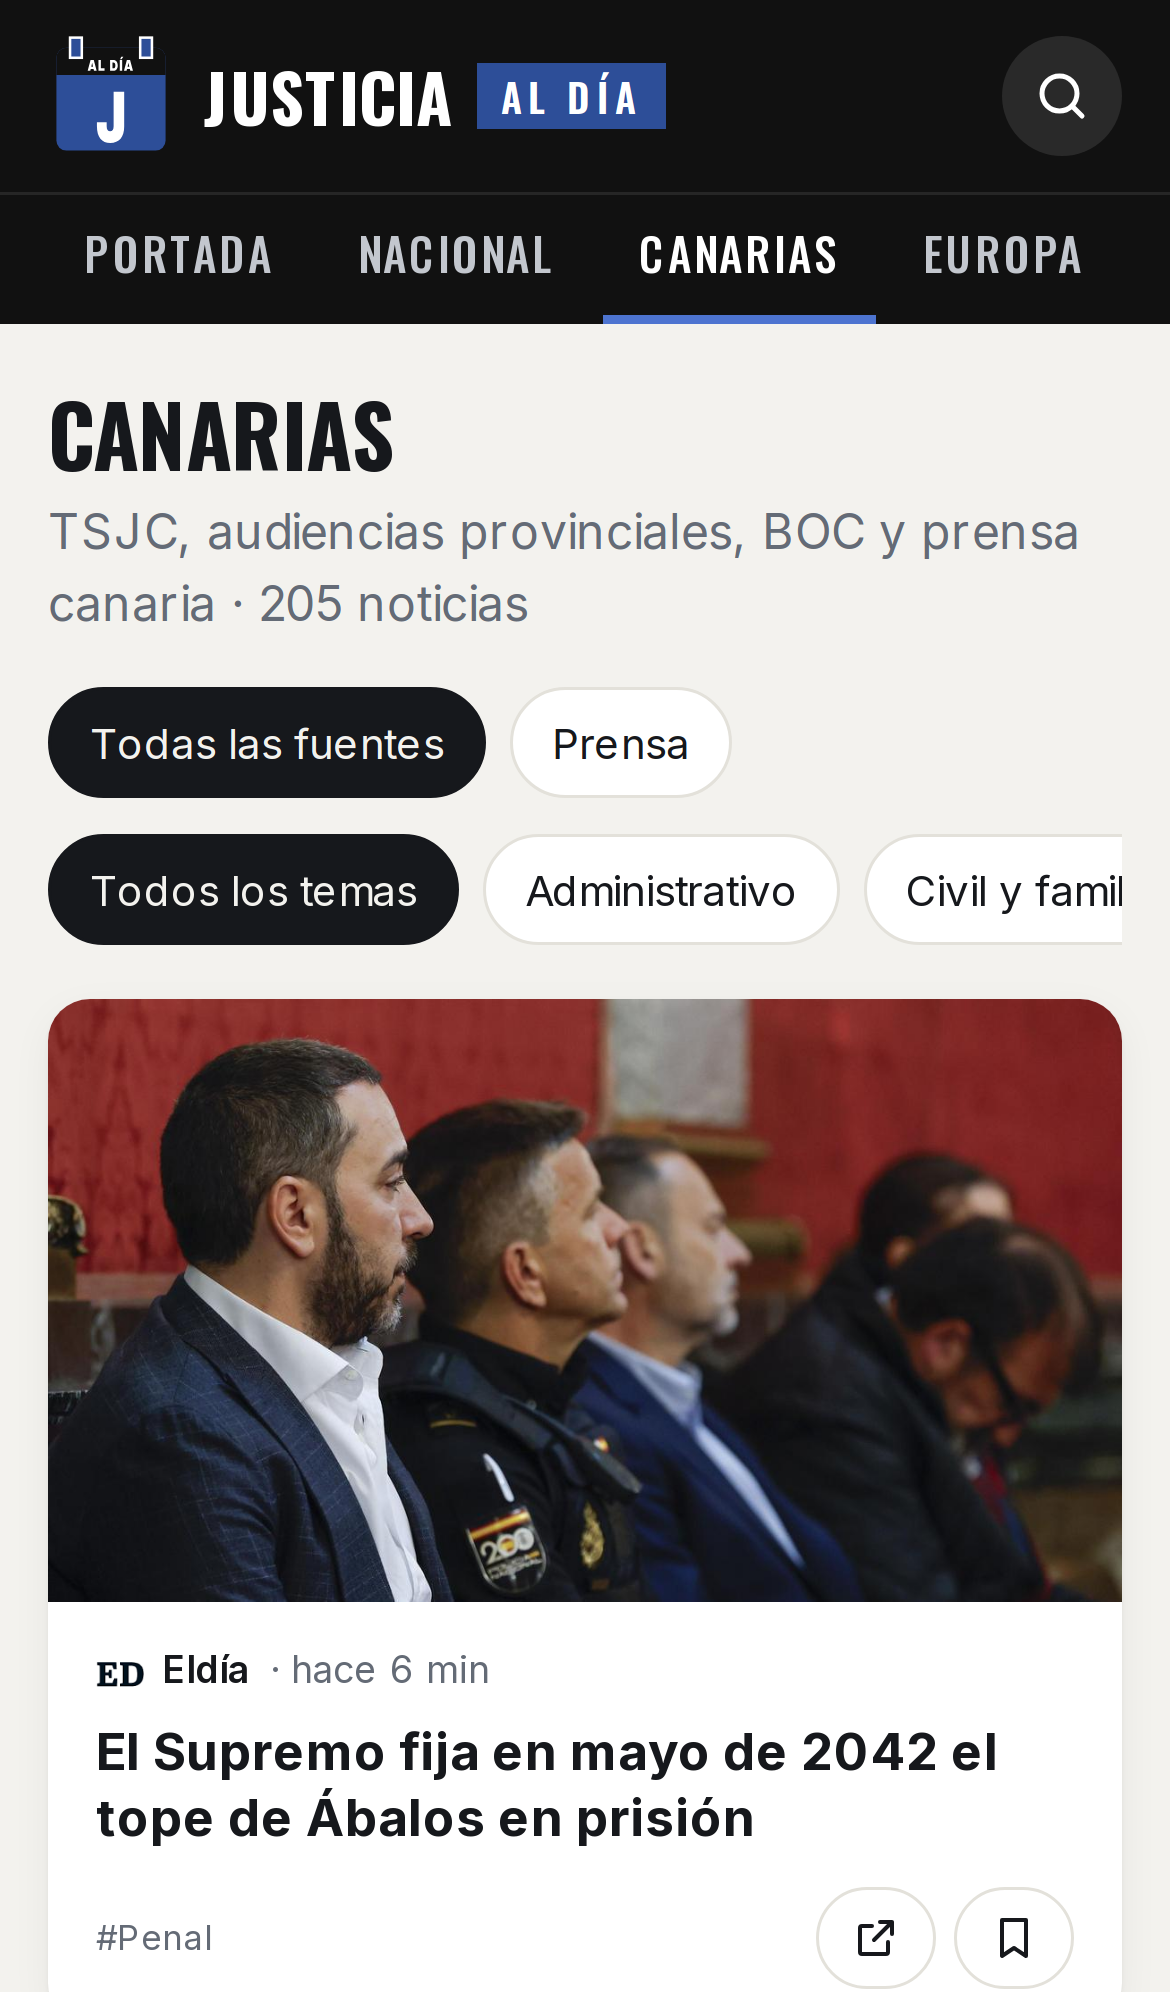 AL DÍA
J
JUSTICIA AL DÍA
PORTADA NACIONAL CANARIAS EUROPA
CANARIAS
TSJC, audiencias provinciales, BOC y prensa
canaria · 205 noticias
Todas las fuentes Prensa
Todos los temas Administrativo Civil y famil
200
ED Eldía · hace 6 min
El Supremo fija en mayo de 2042 el
tope de Ábalos en prisión
#Penal